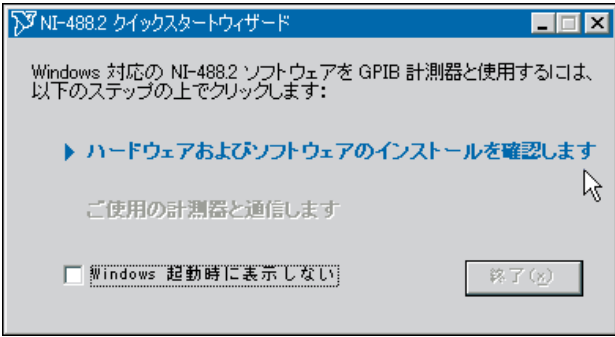 NI-488.2 クイックスタートウィザード
Windows 対応の NI-488.2 ソフトウェアを GPIB 計測器と使用するには、
以下のステップの上でクリックします:
ハードウェアおよびソフトウェアのインストールを確認します
ご使用の計測器と通信します
Windows 起動時に表示しない
終了(x)